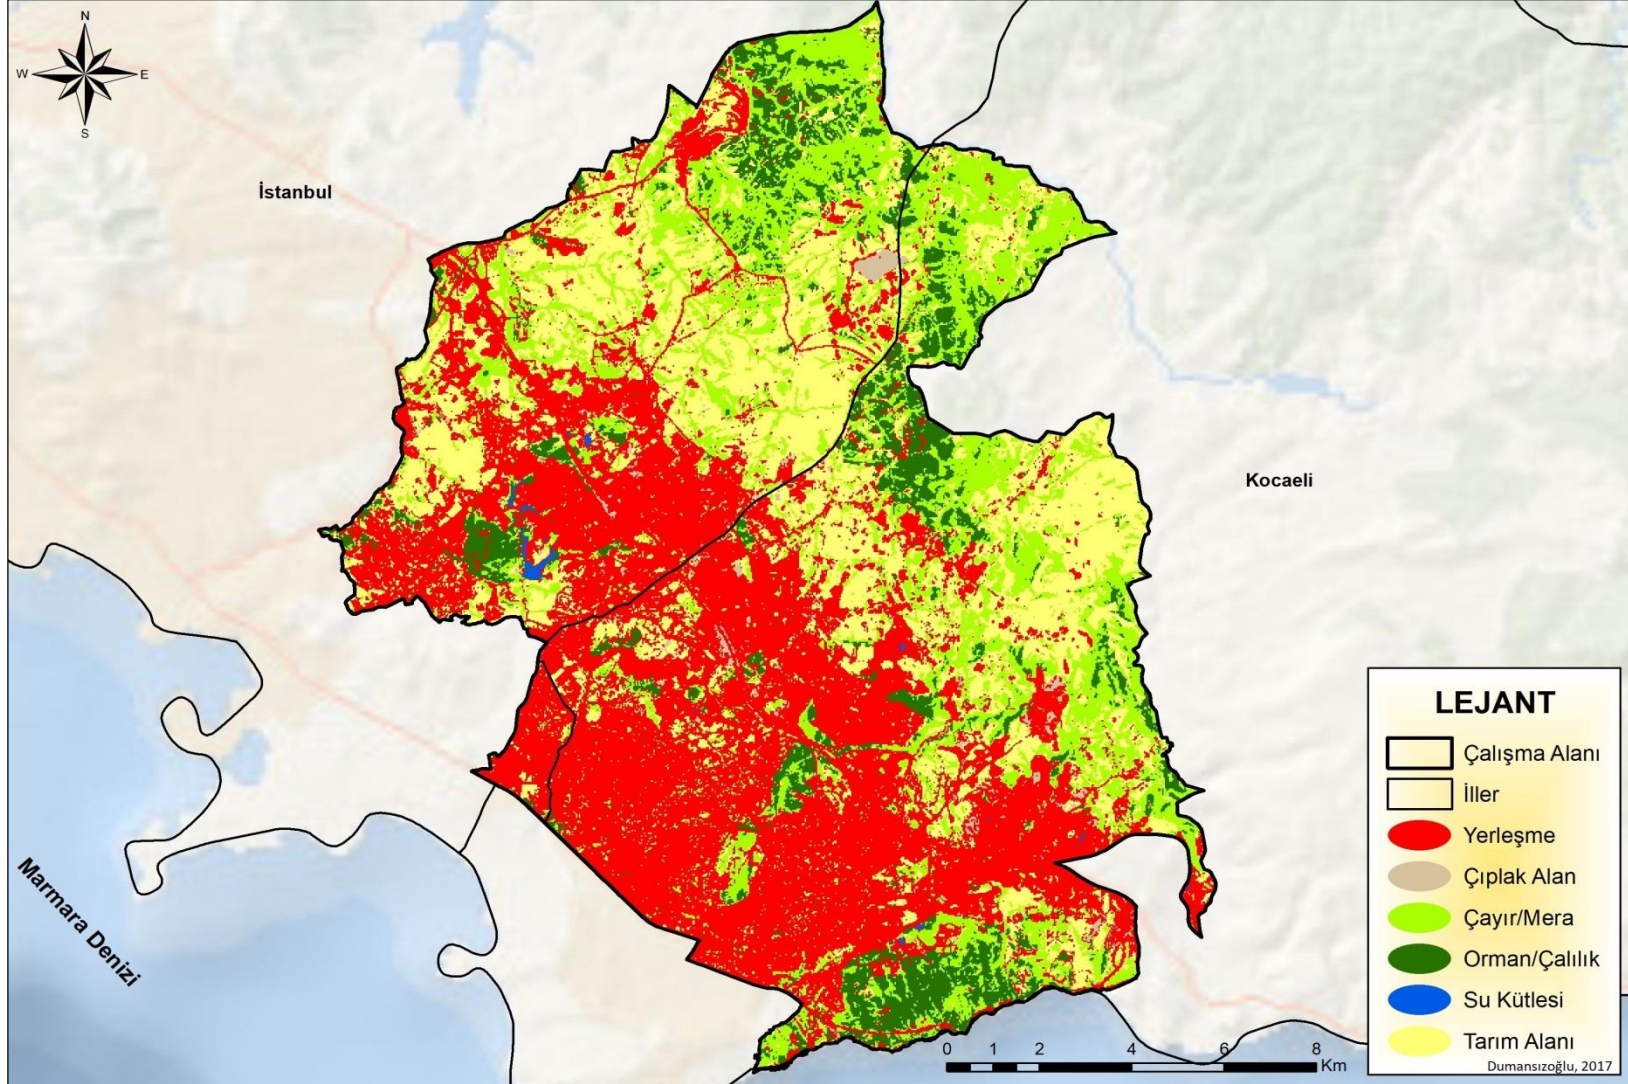 N
W
E
S
İstanbul
Kocaeli
Marmara Denizi
LEJANT
Çalışma Alanı
İller
Yerleşme
Çıplak Alan
Çayır/Mera
Orman/Çalılık
Su Kütlesi
Tarım Alanı
Dumansızoğlu, 2017
0 1 2 4 6 8
Km